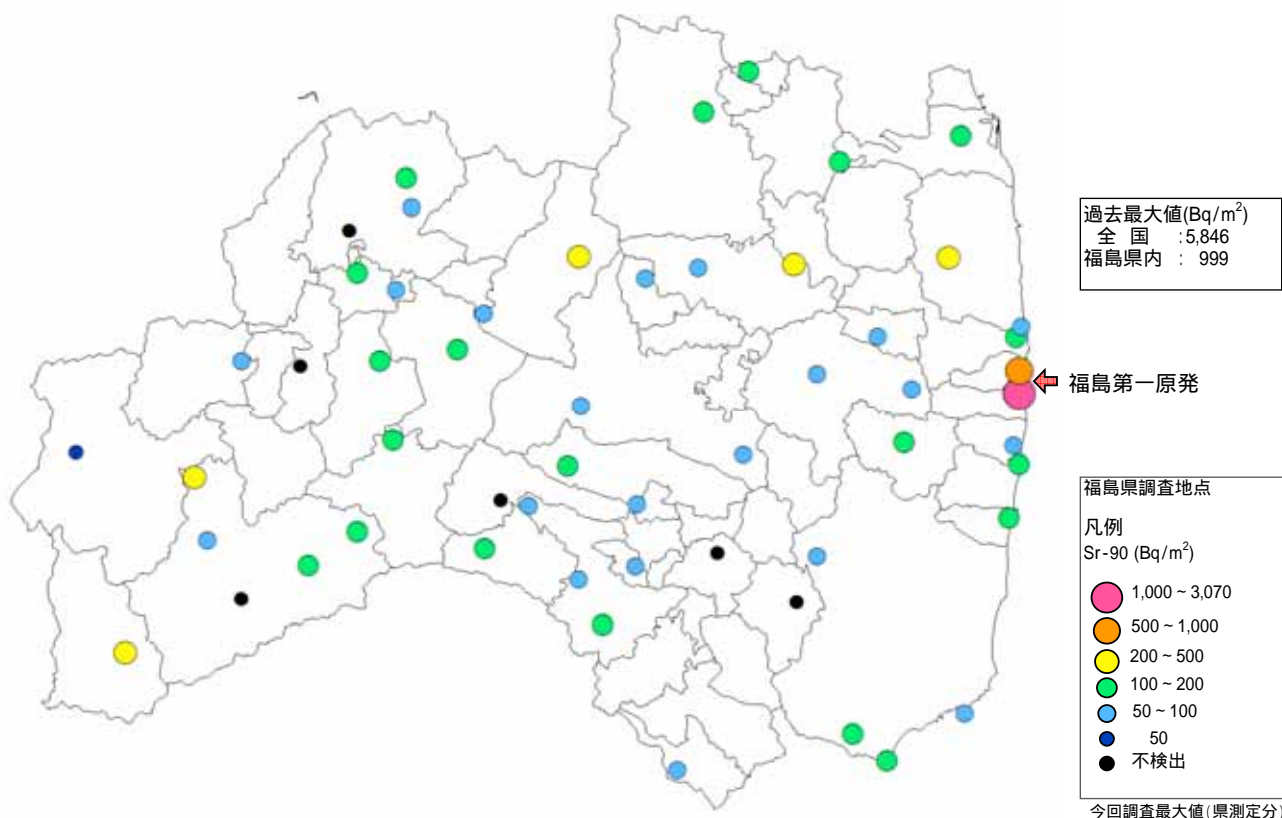 過去最大値(Bq/m²)
全 国 :5,846
福島県内 : 999
福島第一原発
福島県調査地点
凡例
Sr-90 (Bq/m²)
1,000 ~ 3,070
500 ~ 1,000
200 ~ 500
100 ~ 200
50 ~ 100
50
不検出
今回調査最大値(県測定分)